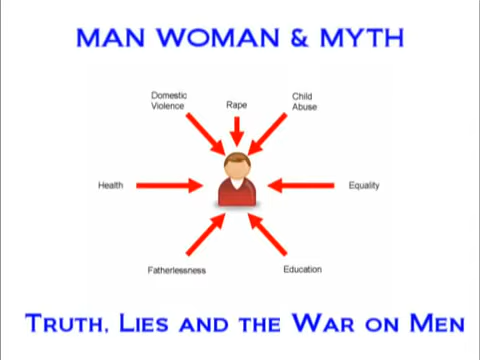 MAN WOMAN & MYTH
Domestic
Violence
Rape
Child
Abuse
Health
Equality
Fatherlessness
Education
TRUTH, LIES AND THE WAR ON MEN